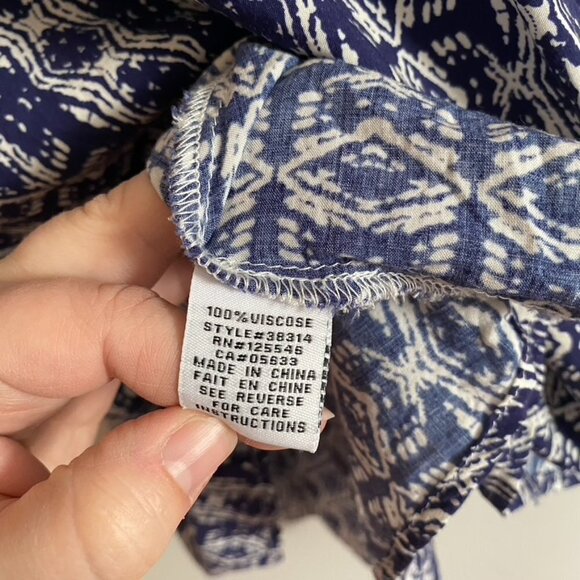 100%VISCOSE
STYLE#38314
RN#125546
CA#05633
MADE IN CHINA
FAIT EN CHINE
SEE REVERSE
FOR CARE
INSTRUCTIONS